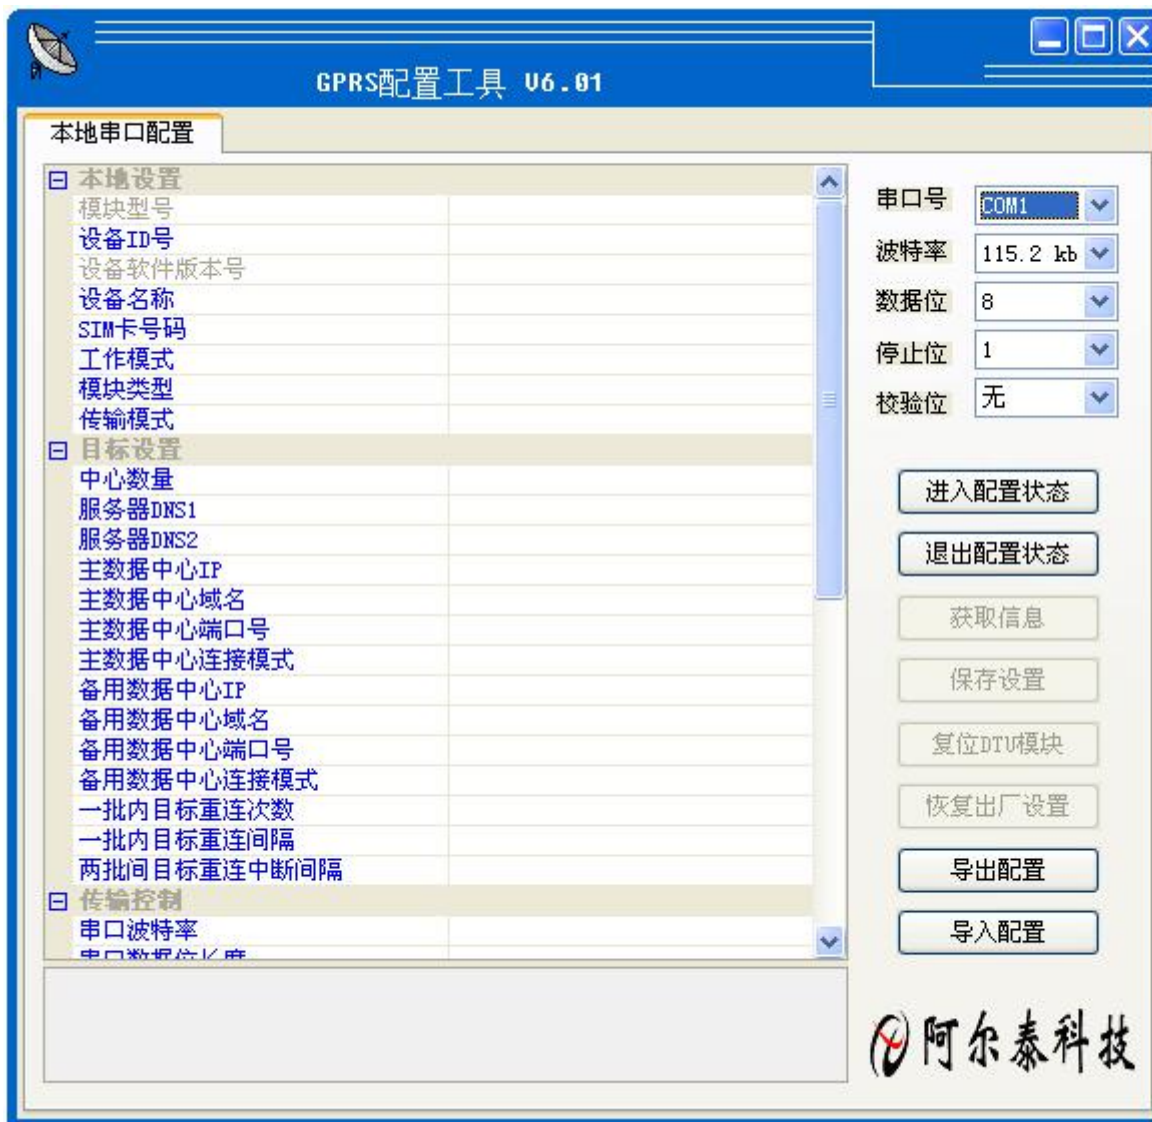 GPRS配置工具 V6.01
本地串口配置
本地设置
模块型号
设备ID号
设备软件版本号
设备名称
SIM卡号码
工作模式
模块类型
传输模式
目标设置
中心数量
服务器DNS1
服务器DNS2
主数据中心IP
主数据中心域名
主数据中心端口号
主数据中心连接模式
备用数据中心IP
备用数据中心域名
备用数据中心端口号
备用数据中心连接模式
一批内目标重连次数
一批内目标重连间隔
两批间目标重连中断间隔
传输控制
串口波特率
串口数据位长度
串口号 COM1
波特率 115.2 kb
数据位 8
停止位 1
校验位 无
进入配置状态
退出配置状态
获取信息
保存设置
复位DTU模块
恢复出厂设置
导出配置
导入配置
阿尔泰科技